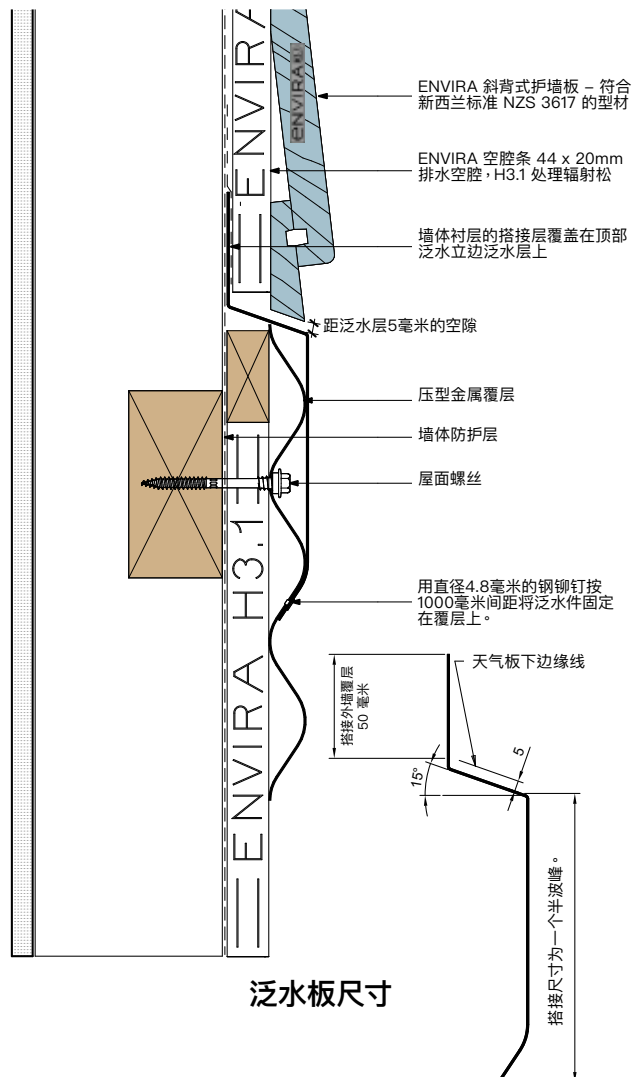 ENVIRA
ENVIRA
ENVIRA 斜背式护墙板 – 符合
新西兰标准 NZS 3617 的型材
ENVIRA 空腔条 44 x 20mm
排水空腔，H3.1 处理辐射松
墙体衬层的搭接层覆盖在顶部
泛水立边泛水层上
距泛水层5毫米的空隙
压型金属覆层
墙体防护层
屋面螺丝
ENVIRA H3.1
用直径4.8毫米的钢铆钉按
1000毫米间距将泛水件固定
在覆层上。
天气板下边缘线
搭接外墙覆层
50 毫米
15°
5
搭接尺寸为一个半波峰。
泛水板尺寸